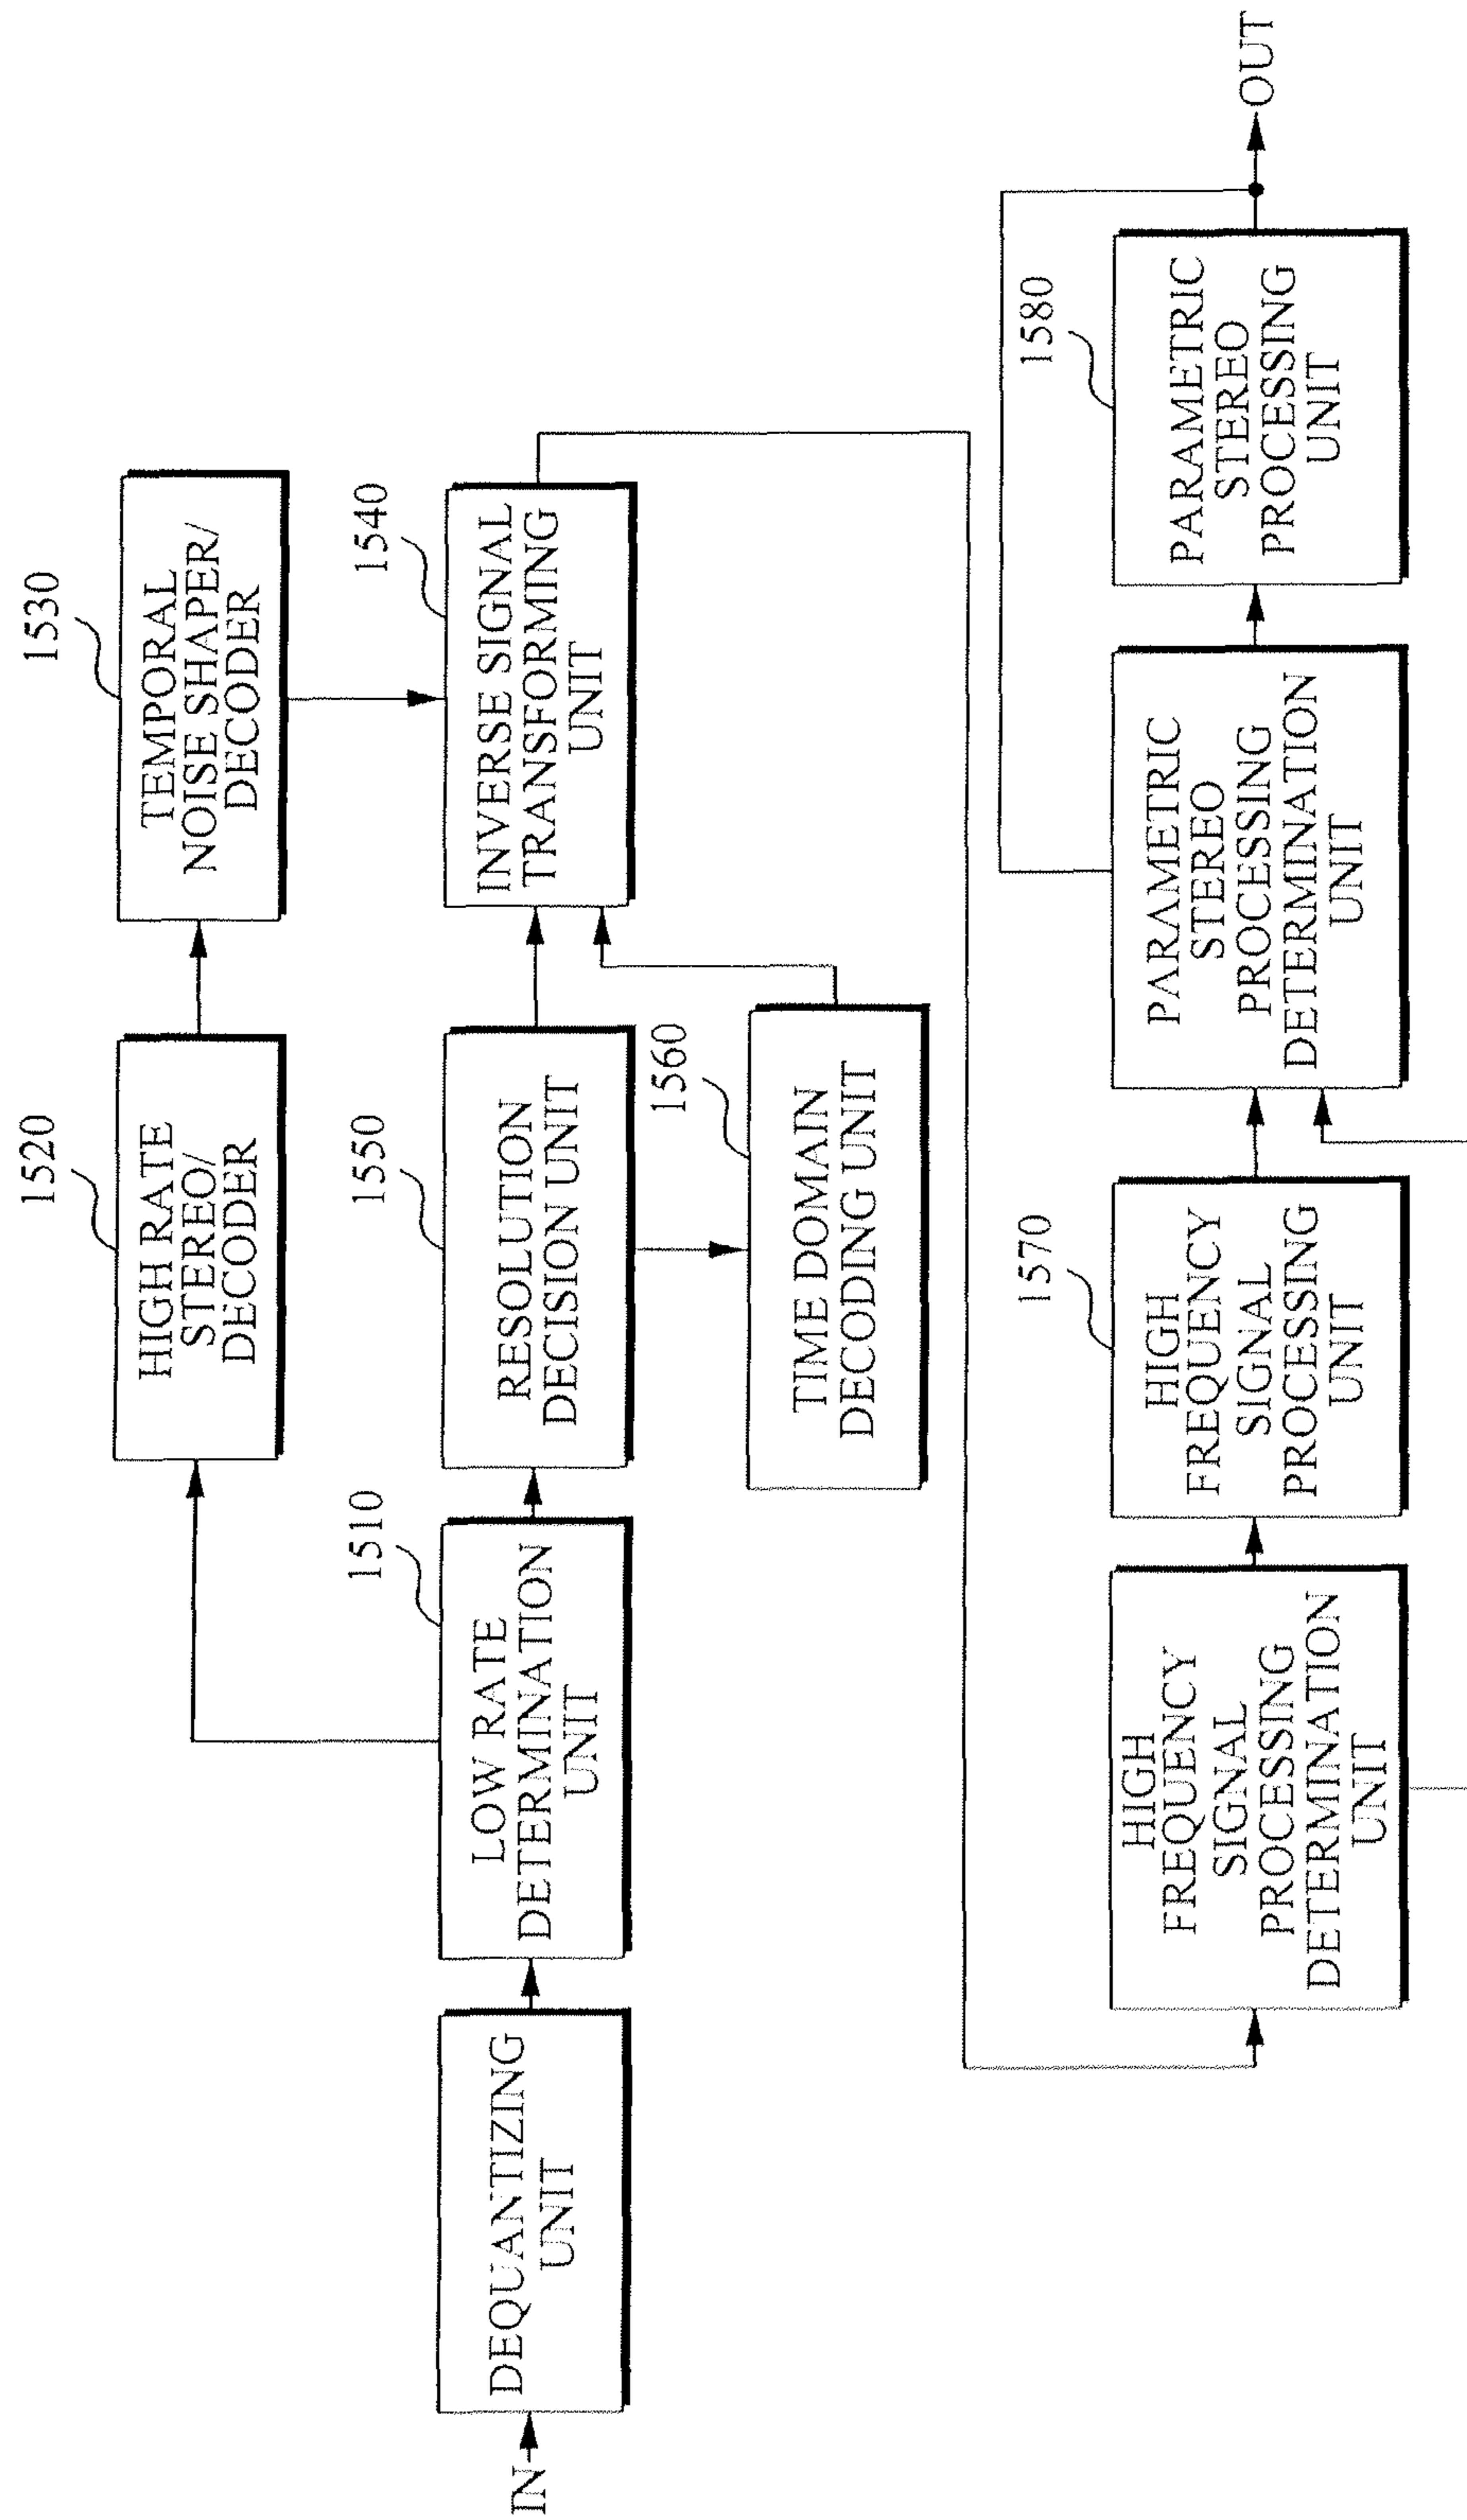 1520
HIGH RATE
STEREO/
DECODER
1530
TEMPORAL
NOISE SHAPER/
DECODER
IN
DEQUANTIZING
UNIT
1510
LOW RATE
DETERMINATION
UNIT
1550
RESOLUTION
DECISION UNIT
1540
INVERSE SIGNAL
TRANSFORMING
UNIT
1560
TIME DOMAIN
DECODING UNIT
HIGH
FREQUENCY
SIGNAL
PROCESSING
DETERMINATION
UNIT
1570
HIGH
FREQUENCY
SIGNAL
PROCESSING
UNIT
PARAMETRIC
STEREO
PROCESSING
DETERMINATION
UNIT
1580
PARAMETRIC
STEREO
PROCESSING
UNIT
OUT